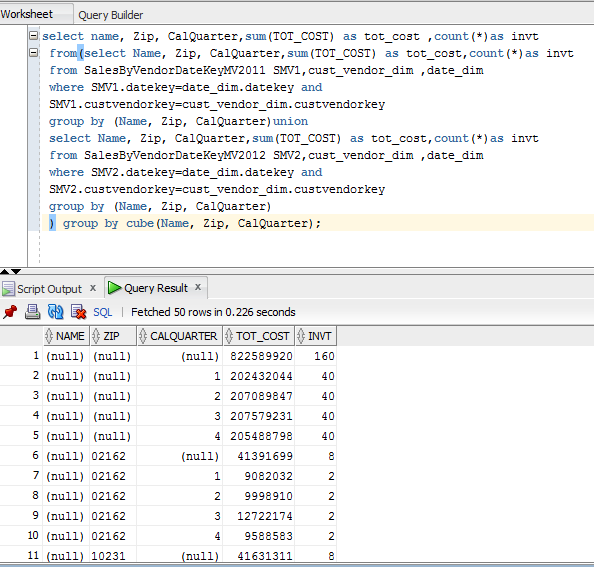 Worksheet Query Builder
select name, Zip, CalQuarter,sum(TOT_COST) as tot_cost ,count(*)as invt
from(select Name, Zip, CalQuarter,sum(TOT_COST) as tot_cost,count(*)as invt
from SalesByVendorDateKeyMV2011 SMV1,cust_vendor_dim ,date_dim
where SMV1.datekey=date_dim.datekey and
SMV1.custvendorkey=cust_vendor_dim.custvendorkey
group by (Name, Zip, CalQuarter)union
select Name, Zip, CalQuarter,sum(TOT_COST) as tot_cost,count(*)as invt
from SalesByVendorDateKeyMV2012 SMV2,cust_vendor_dim ,date_dim
where SMV2.datekey=date_dim.datekey and
SMV2.custvendorkey=cust_vendor_dim.custvendorkey
group by (Name, Zip, CalQuarter)
) group by cube(Name, Zip, CalQuarter);
Script Output x Query Result x
SQL | Fetched 50 rows in 0.226 seconds
NAME ZIP CALQUARTER TOT_COST INVT
1 (null) (null) (null) 822589920 160
2 (null) (null) 1 202432044 40
3 (null) (null) 2 207089847 40
4 (null) (null) 3 207579231 40
5 (null) (null) 4 205488798 40
6 (null) 02162 (null) 41391699 8
7 (null) 02162 1 9082032 2
8 (null) 02162 2 9998910 2
9 (null) 02162 3 12722174 2
10 (null) 02162 4 9588583 2
11 (null) 10231 (null) 41631311 8